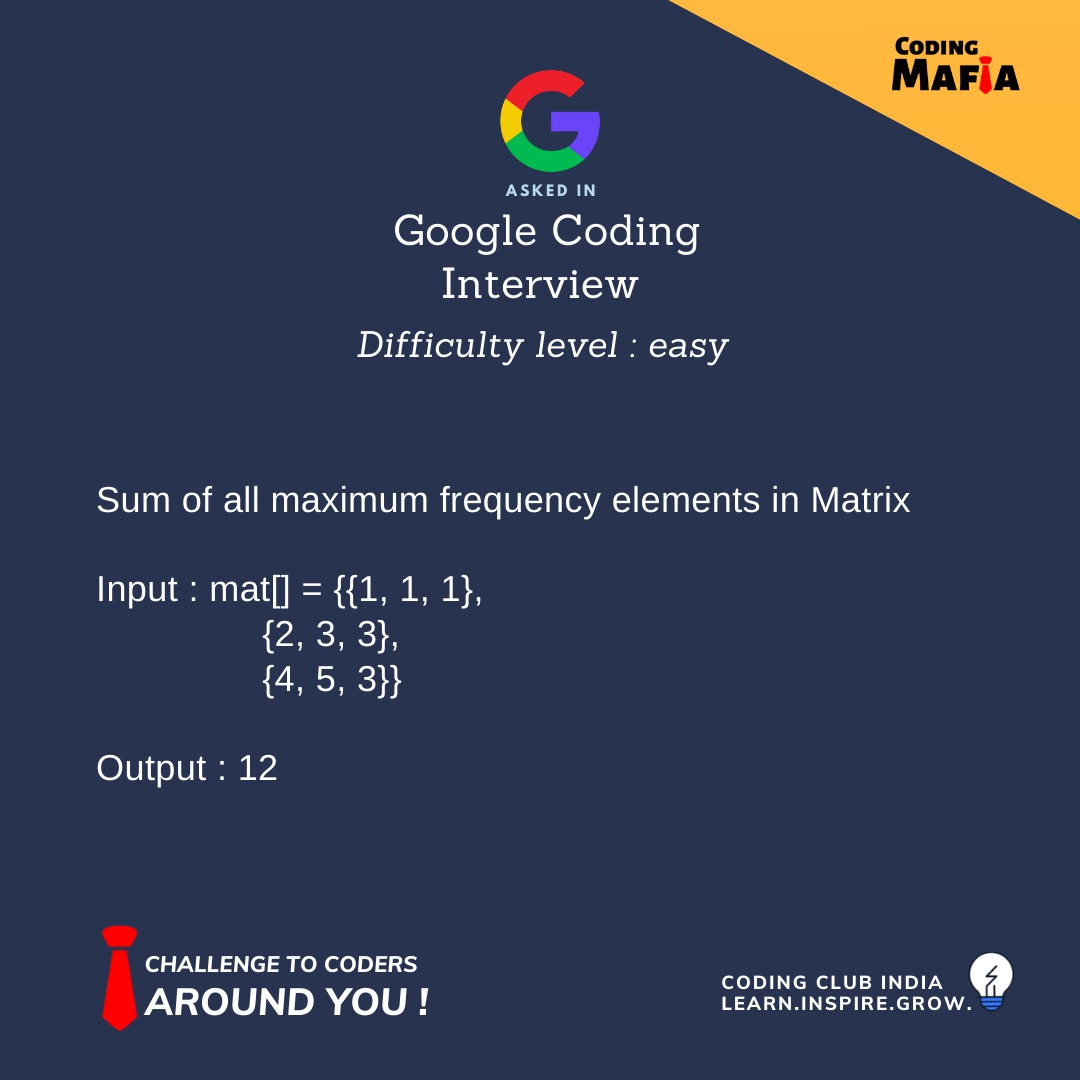 CODING
MAFIA
ASKED IN
Google Coding
Interview
Difficulty level : easy
Sum of all maximum frequency elements in Matrix
Input : mat[] = {{1, 1, 1},
{2, 3, 3},
{4, 5, 3}}
Output : 12
CHALLENGE TO CODERS
AROUND YOU !
CODING CLUB INDIA
LEARN.INSPIRE.GROW.